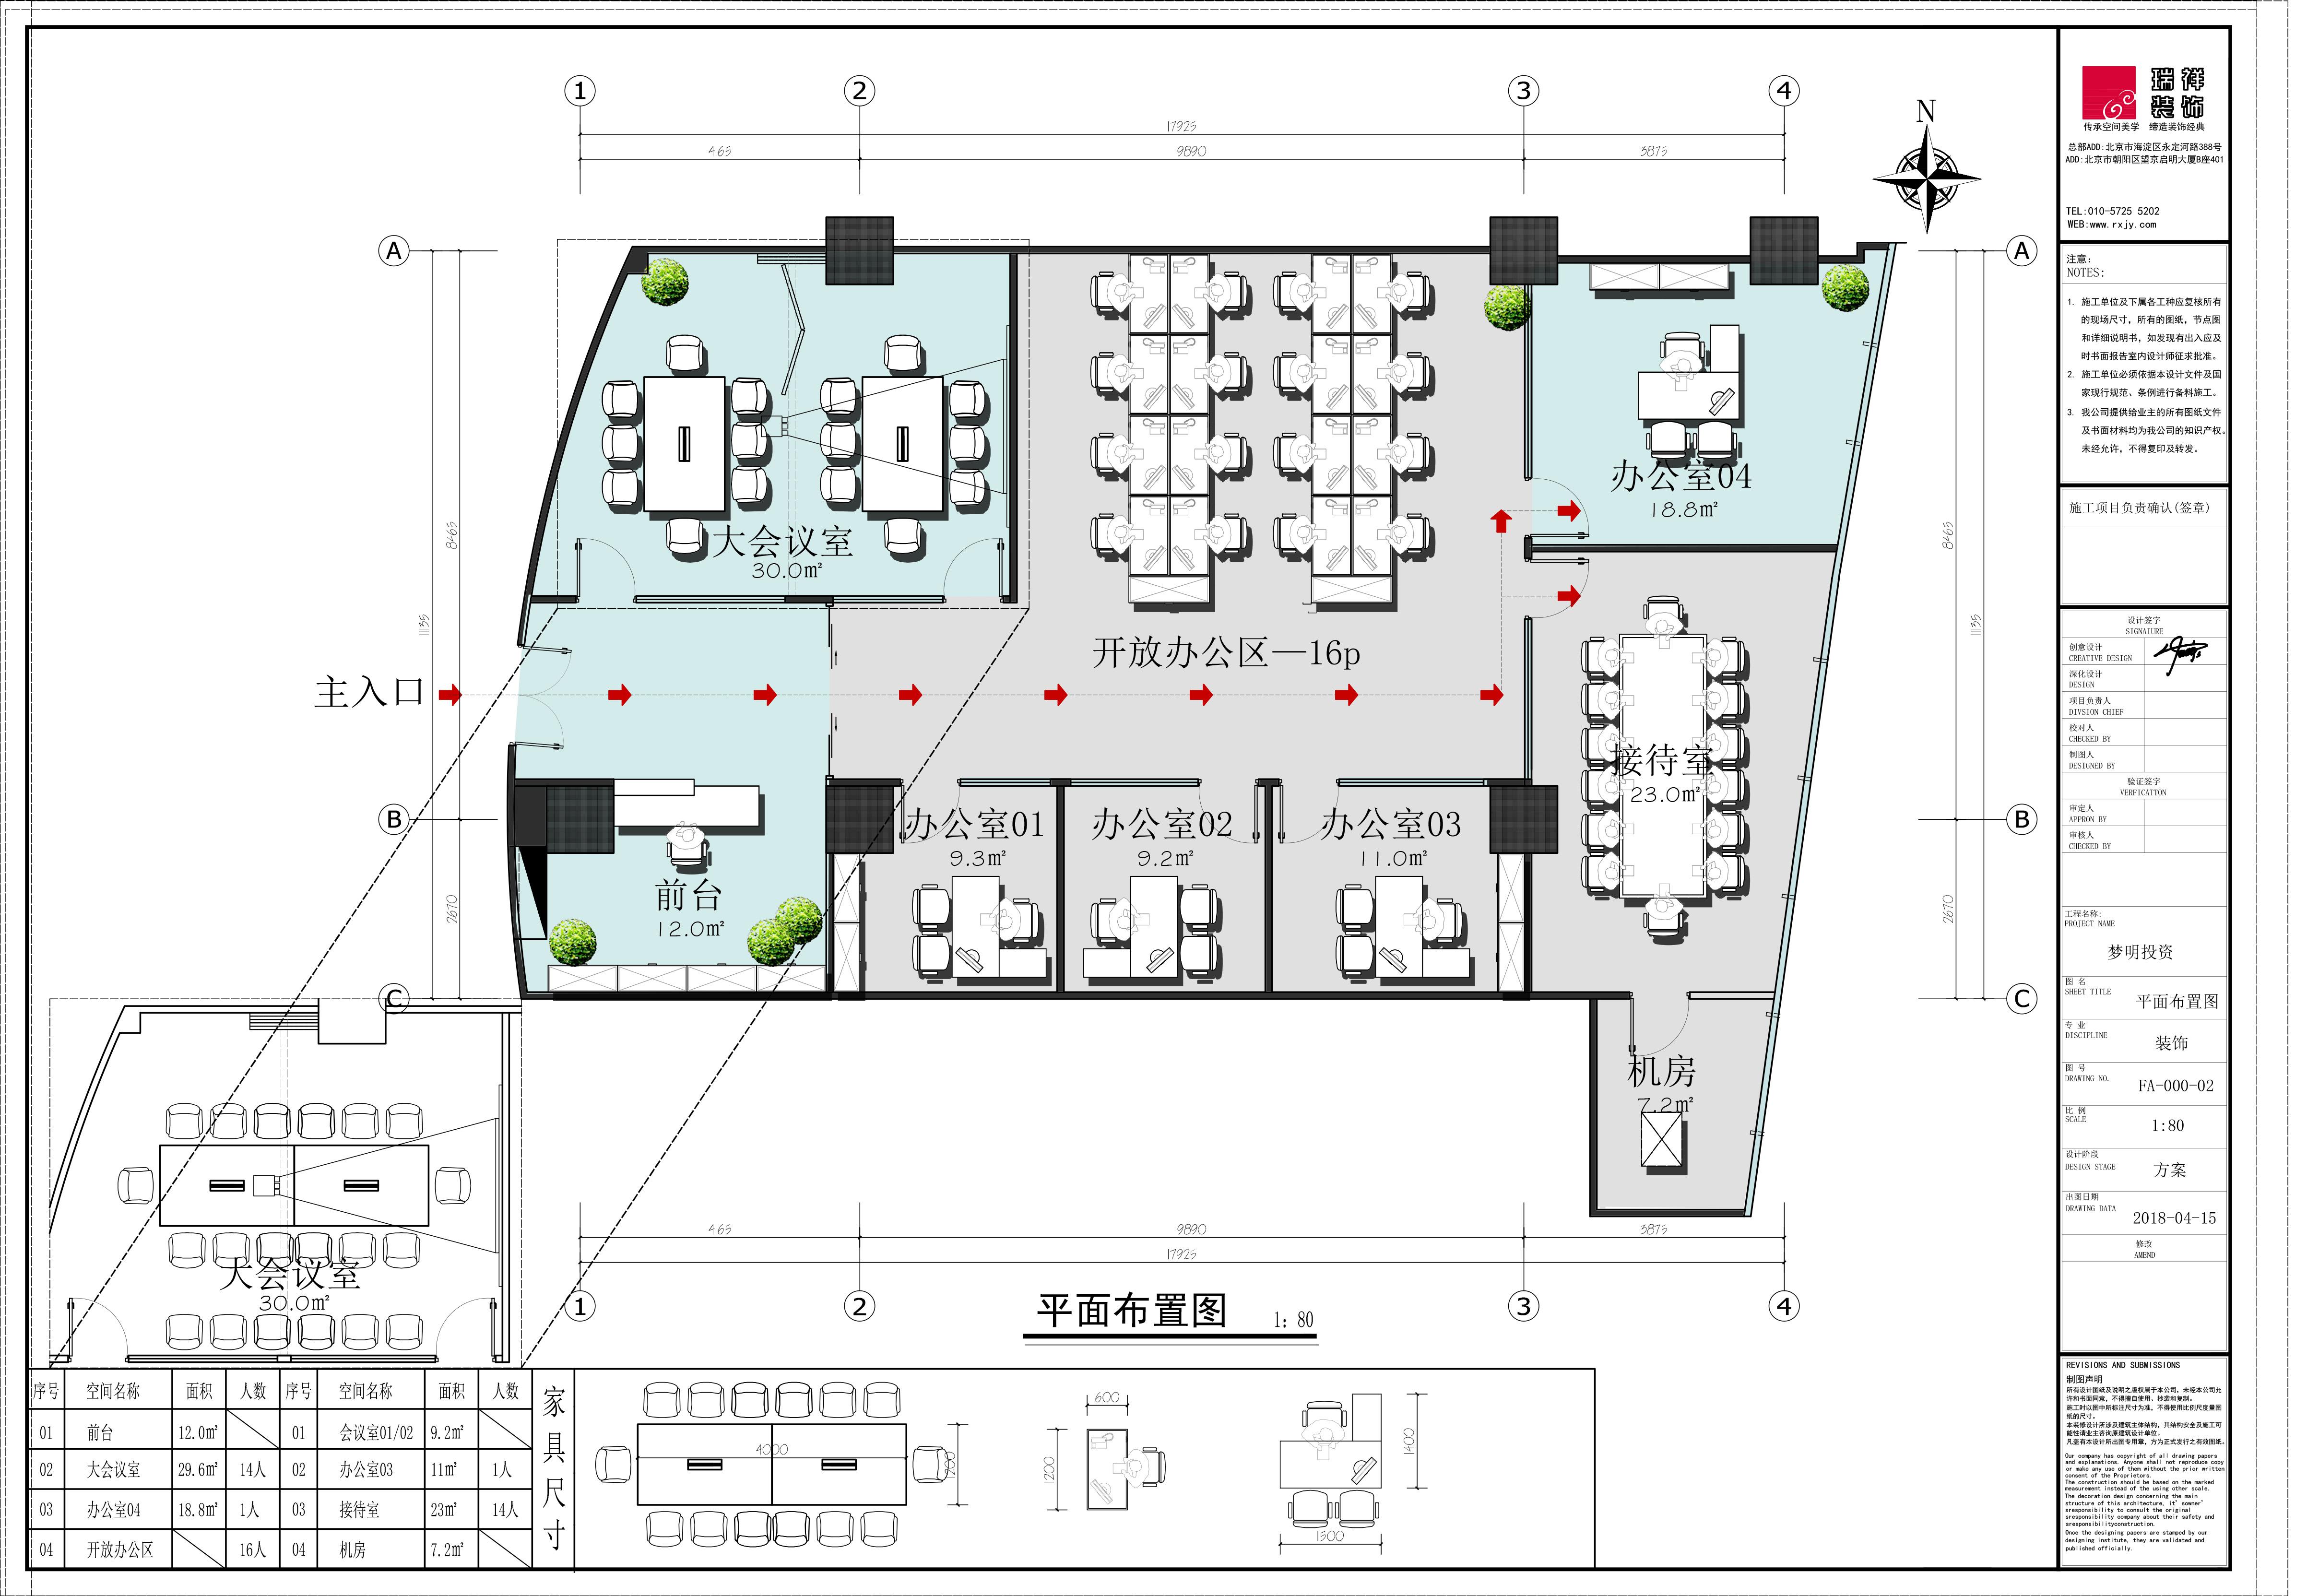 1
2
3
4
17925
4165
9890
3875
N
A
A
8465
11135
8465
11135
大会议室
30.0㎡
办公室04
18.8㎡
开放办公区—16p
主入口
接待室
23.0㎡
B
B
办公室01
9.3㎡
办公室02
9.2㎡
办公室03
11.0㎡
前台
12.0㎡
2670
2670
C
C
机房
7.2㎡
大会议室
30.0㎡
4165
9890
3875
17925
1
2
3
4
平面布置图
1: 80
序号 空间名称 面积 人数 序号 空间名称 面积 人数
01 前台 12.0㎡ 01 会议室01/02 9.2㎡
02 大会议室 29.6㎡ 14人 02 办公室03 11㎡ 1人
03 办公室04 18.8㎡ 1人 03 接待室 23㎡ 14人
04 开放办公区 16人 04 机房 7.2㎡
家具尺寸
4000
1200
600
1200
1400
1500
瑞祥
装饰
传承空间美学 缔造装饰经典
总部ADD:北京市海淀区永定河路388号
ADD:北京市朝阳区望京启明大厦B座401
TEL:010-5725 5202
WEB:www.rxjy.com
注意:
NOTES:
1. 施工单位及下属各工种应复核所有
的现场尺寸，所有的图纸，节点图
和详细说明书，如发现有出入应及
时书面报告室内设计师征求批准。
2. 施工单位必须依据本设计文件及国
家现行规范、条例进行备料施工。
3. 我公司提供给业主的所有图纸文件
及书面材料均为我公司的知识产权。
未经允许，不得复印及转发。
施工项目负责确认(签章)
设计签字
SIGNAIURE
创意设计
CREATIVE DESIGN
深化设计
DESIGN
项目负责人
DIVSION CHIEF
校对人
CHECKED BY
制图人
DESIGNED BY
验证签字
VERFICATTON
审定人
APPRON BY
审核人
CHECKED BY
工程名称:
PROJECT NAME
梦明投资
图 名
SHEET TITLE
平面布置图
专 业
DISCIPLINE
装饰
图 号
DRAWING NO.
FA-000-02
比 例
SCALE
1:80
设计阶段
DESIGN STAGE
方案
出图日期
DRAWING DATA
2018-04-15
修改
AMEND
REVISIONS AND SUBMISSIONS
制图声明
所有设计图纸及说明之版权属于本公司，未经本公司允
许和书面同意，不得擅自使用、抄袭和复制。
施工时以图中所标注尺寸为准，不得使用比例尺度量图
纸的尺寸。
本装修设计所涉及建筑主体结构，其结构安全及施工可
能性请业主咨询原建筑设计单位。
凡盖有本设计所出图专用章，方为正式发行之有效图纸。
Our company has copyright of all drawing papers
and explanations. Anyone shall not reproduce copy
or make any use of them without the prior written
consent of the Proprietors.
The construction should be based on the marked
measurement instead of the using other scale.
The decoration design concerning the main
structure of this architecture, it' sowner'
sresponsibility to consult the original
sresponsibility company about their safety and
sresponsibilityconstruction.
Once the designing papers are stamped by our
designing institute, they are validated and
published officially.